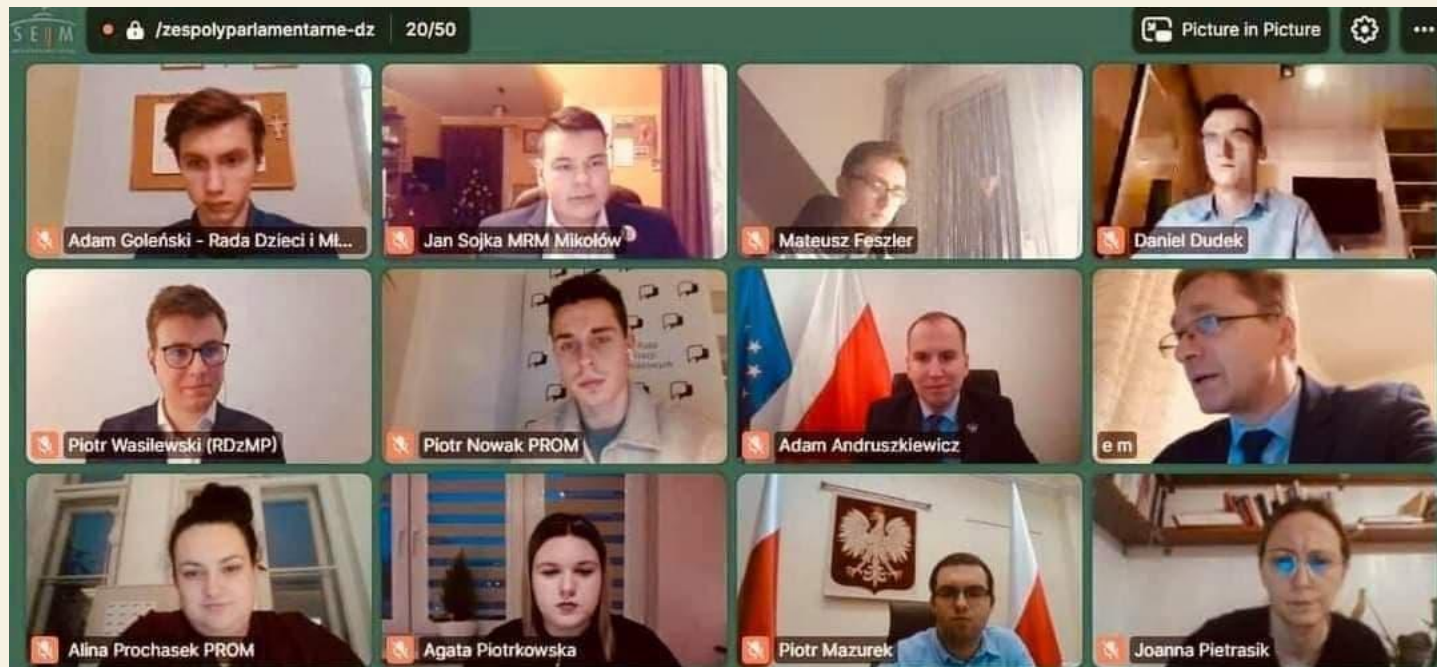 SEJM
/zespolyparlamentarne-dz 20/50 Picture in Picture
Adam Goleński - Rada Dzieci i Mł...
Jan Sojka MRM Mikołów
Mateusz Feszler
Daniel Dudek
Piotr Wasilewski (RDzMP)
Piotr Nowak PROM
Adam Andruszkiewicz
e m
Alina Prochasek PROM
Agata Piotrkowska
Piotr Mazurek
Joanna Pietrasik